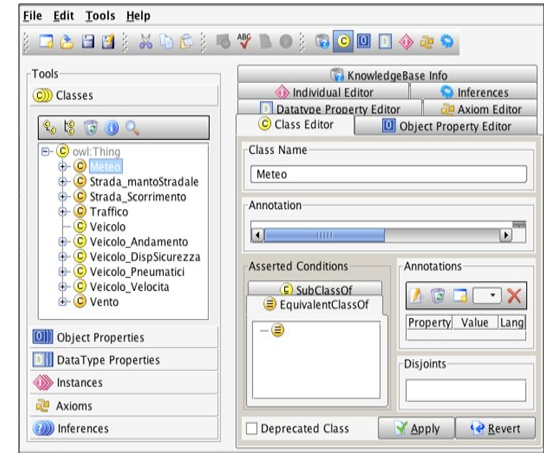 File Edit Tools Help
Tools
Classes
owl:Thing
Meteo
Strada_mantoStradale
Strada_Scorrimento
Traffico
Veicolo
Veicolo_Andamento
Veicolo_DispSicurezza
Veicolo_Pneumatici
Veicolo_Velocita
Vento
Object Properties
DataType Properties
Instances
Axioms
Inferences
KnowledgeBase Info
Individual Editor Inferences
Datatype Property Editor Axiom Editor
Class Editor Object Property Editor
Class Name
Meteo
Annotation
Asserted Conditions
SubClassOf
EquivalentClassOf
Annotations
Property Value Lang
Disjoints
Deprecated Class Apply Revert